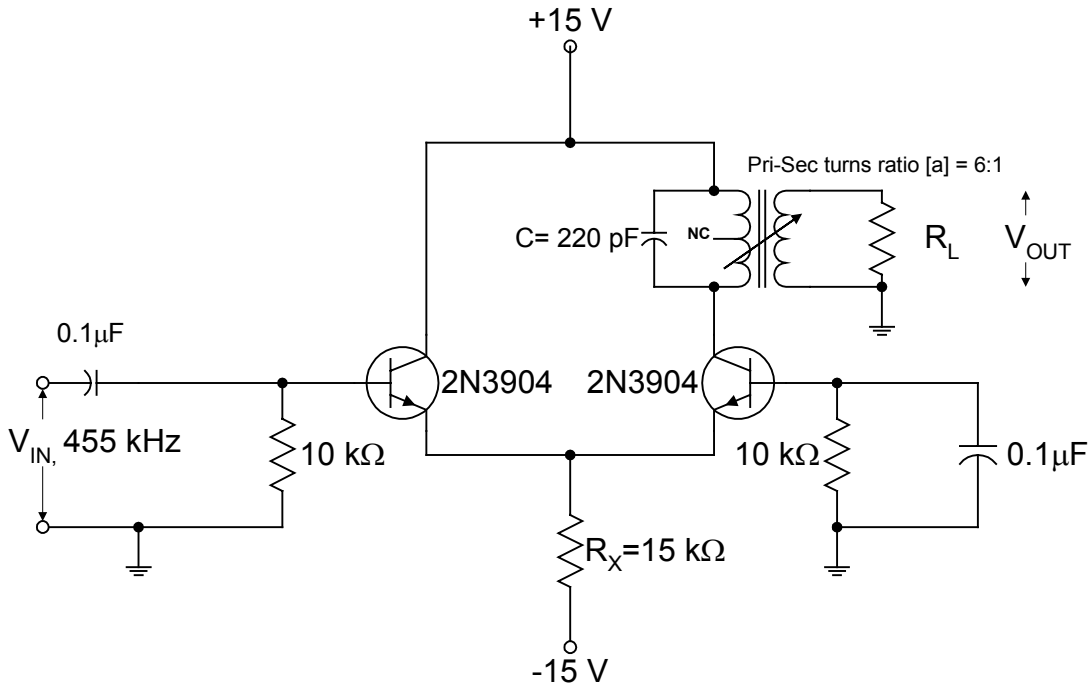 +15 V
Pri-Sec turns ratio [a] = 6:1
C= 220 pF
NC
R_L
V_OUT
0.1μF
2N3904
2N3904
V_IN, 455 kHz
10 kΩ
10 kΩ
0.1μF
R_X=15 kΩ
-15 V